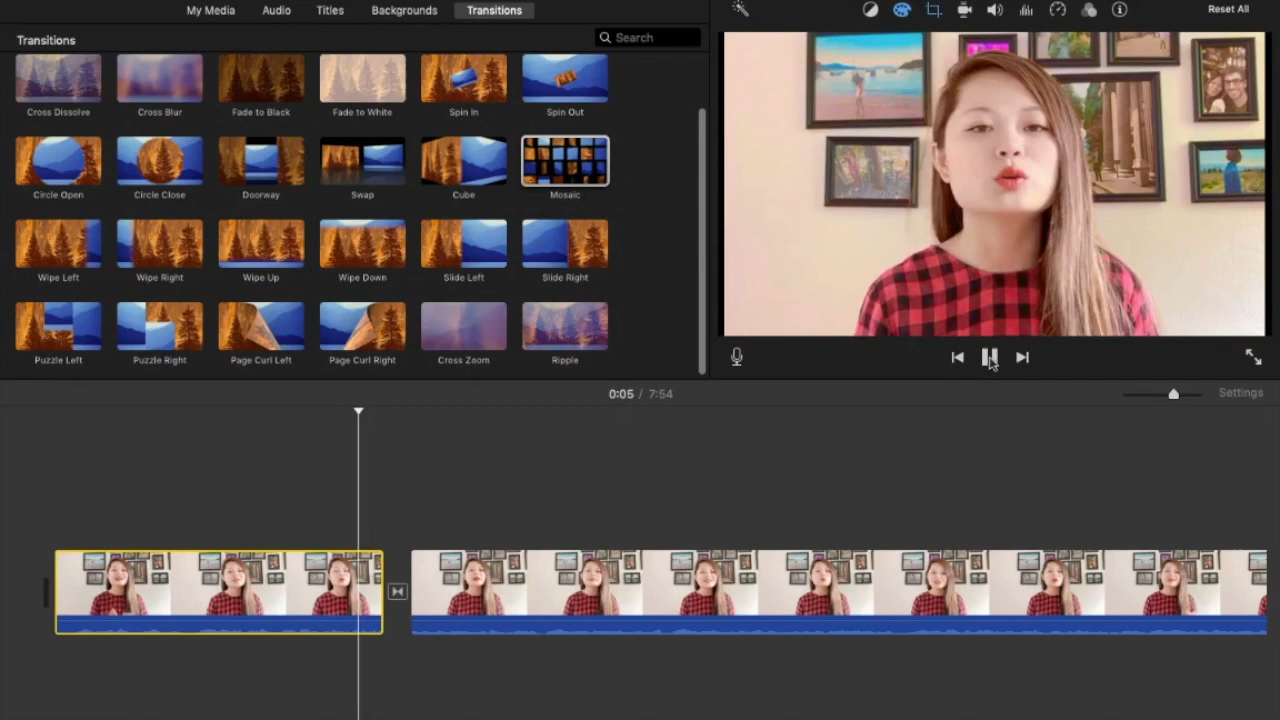 My Media Audio Titles Backgrounds Transitions
Reset All
Transitions
Search
Cross Dissolve Cross Blur Fade to Black Fade to White Spin In Spin Out
Circle Open Circle Close Doorway Swap Cube Mosaic
Wipe Left Wipe Right Wipe Up Wipe Down Slide Left Slide Right
Puzzle Left Puzzle Right Page Curl Left Page Curl Right Cross Zoom Ripple
0:05 / 7:54
Settings